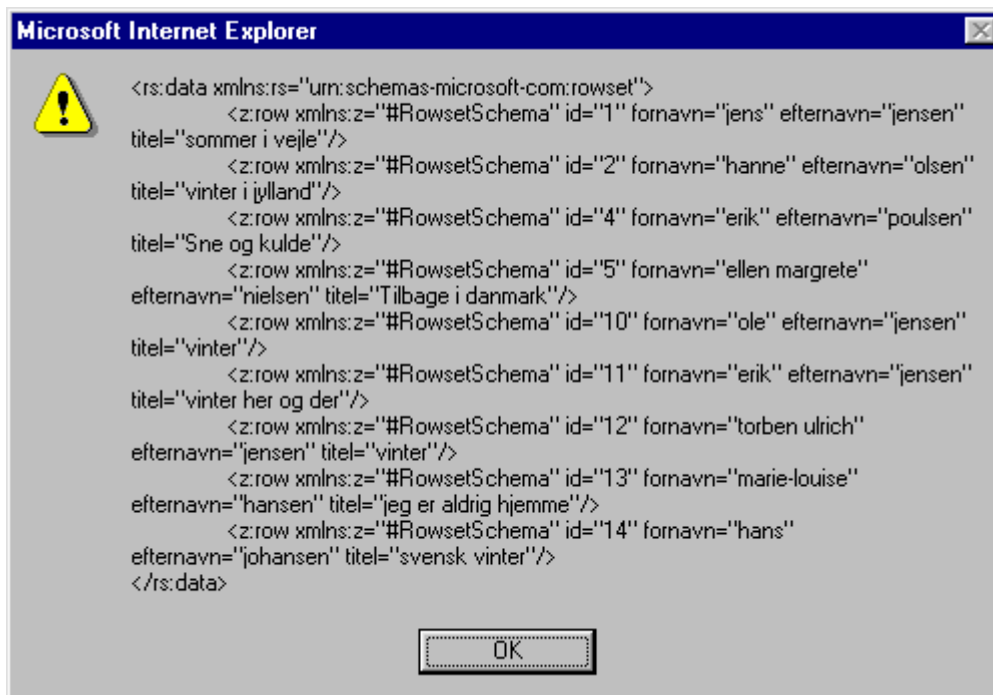 Microsoft Internet Explorer
<rs:data xmlns:rs="urn:schemas-microsoft-com:rowset">
<z:row xmlns:z="#RowsetSchema" id="1" fornavn="jens" efternavn="jensen"
titel="sommer i vejle"/>
<z:row xmlns:z="#RowsetSchema" id="2" fornavn="hanne" efternavn="olsen"
titel="vinter i jylland"/>
<z:row xmlns:z="#RowsetSchema" id="4" fornavn="erik" efternavn="poulsen"
titel="Sne og kulde"/>
<z:row xmlns:z="#RowsetSchema" id="5" fornavn="ellen margrete"
efternavn="nielsen" titel="Tilbage i danmark"/>
<z:row xmlns:z="#RowsetSchema" id="10" fornavn="ole" efternavn="jensen"
titel="vinter"/>
<z:row xmlns:z="#RowsetSchema" id="11" fornavn="erik" efternavn="jensen"
titel="vinter her og der"/>
<z:row xmlns:z="#RowsetSchema" id="12" fornavn="torben ulrich"
efternavn="jensen" titel="vinter"/>
<z:row xmlns:z="#RowsetSchema" id="13" fornavn="marie-louise"
efternavn="hansen" titel="jeg er aldrig hjemme"/>
<z:row xmlns:z="#RowsetSchema" id="14" fornavn="hans"
efternavn="johansen" titel="svensk vinter"/>
</rs:data>
OK